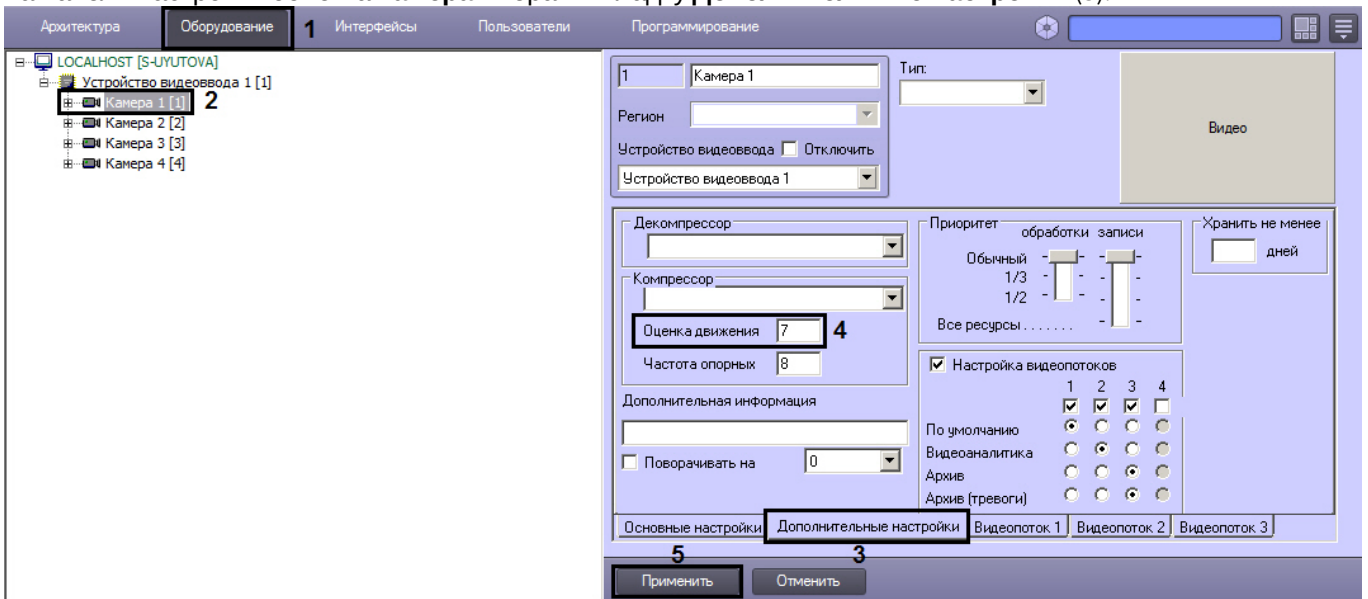 Архитектура Оборудование 1 Интерфейсы Пользователи Программирование
LOCALHOST [S-UYUTOVA]
Устройство видеоввода 1 [1]
Камера 1 [1] 2
Камера 2 [2]
Камера 3 [3]
Камера 4 [4]
1 Камера 1
Регион
Устройство видеоввода Отключить
Устройство видеоввода 1
Тип:
Видео
Декомпрессор
Компрессор
Оценка движения 7 4
Частота опорных 8
Дополнительная информация
Поворачивать на 0
Приоритет
обработки записи
Обычный
1/3
1/2
Все ресурсы . . . . . . .
Хранить не менее
дней
Настройка видеопотоков
1 2 3 4
По умолчанию
Видеоаналитика
Архив
Архив (тревоги)
Основные настройки Дополнительные настройки Видеопоток 1 Видеопоток 2 Видеопоток 3
5 3
Применить Отменить